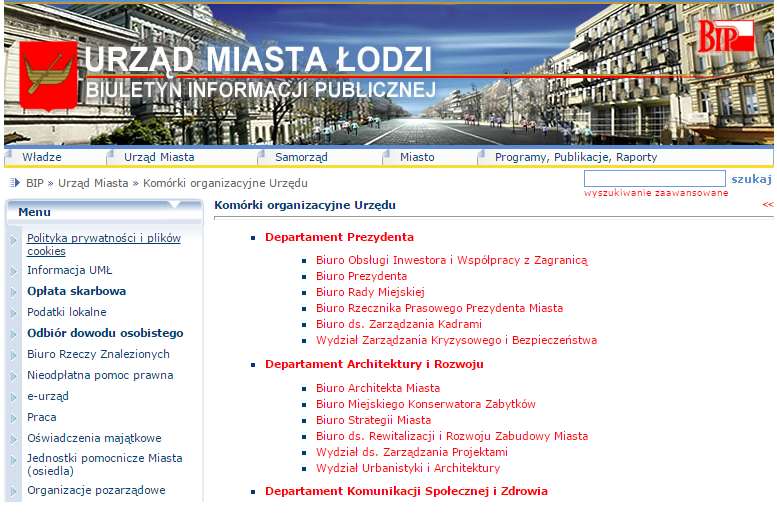 URZĄD MIASTA ŁODZI
BIULETYN INFORMACJI PUBLICZNEJ
BIP
Władze
Urząd Miasta
Samorząd
Miasto
Programy, Publikacje, Raporty
BIP » Urząd Miasta » Komórki organizacyjne Urzędu
szukaj
wyszukiwanie zaawansowane
Menu
Polityka prywatności i plików
cookies
Informacja UMŁ
Opłata skarbowa
Podatki lokalne
Odbiór dowodu osobistego
Biuro Rzeczy Znalezionych
Nieodpłatna pomoc prawna
e-urząd
Praca
Oświadczenia majątkowe
Jednostki pomocnicze Miasta
(osiedla)
Organizacje pozarządowe
Komórki organizacyjne Urzędu
<<
Departament Prezydenta
Biuro Obsługi Inwestora i Współpracy z Zagranicą
Biuro Prezydenta
Biuro Rady Miejskiej
Biuro Rzecznika Prasowego Prezydenta Miasta
Biuro ds. Zarządzania Kadrami
Wydział Zarządzania Kryzysowego i Bezpieczeństwa
Departament Architektury i Rozwoju
Biuro Architekta Miasta
Biuro Miejskiego Konserwatora Zabytków
Biuro Strategii Miasta
Biuro ds. Rewitalizacji i Rozwoju Zabudowy Miasta
Wydział ds. Zarządzania Projektami
Wydział Urbanistyki i Architektury
Departament Komunikacji Społecznej i Zdrowia